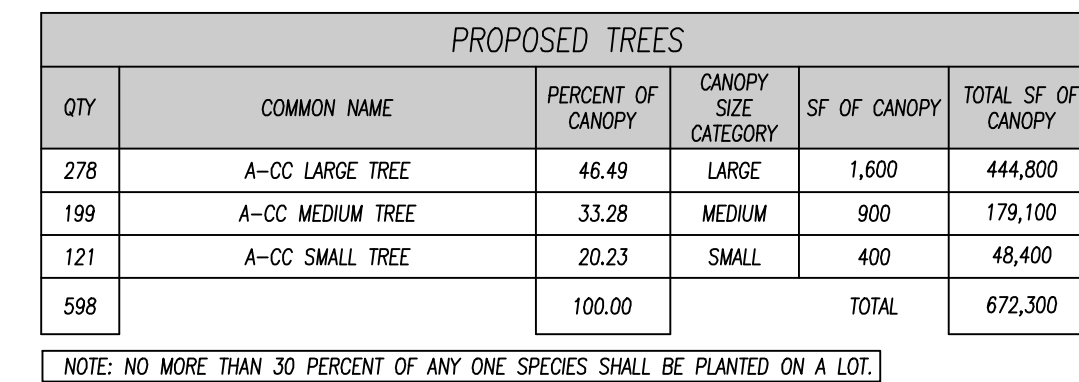 PROPOSED TREES
QTY COMMON NAME PERCENT OF CANOPY CANOPY SIZE CATEGORY SF OF CANOPY TOTAL SF OF CANOPY
278 A-CC LARGE TREE 46.49 LARGE 1,600 444,800
199 A-CC MEDIUM TREE 33.28 MEDIUM 900 179,100
121 A-CC SMALL TREE 20.23 SMALL 400 48,400
598 100.00 TOTAL 672,300
NOTE: NO MORE THAN 30 PERCENT OF ANY ONE SPECIES SHALL BE PLANTED ON A LOT.